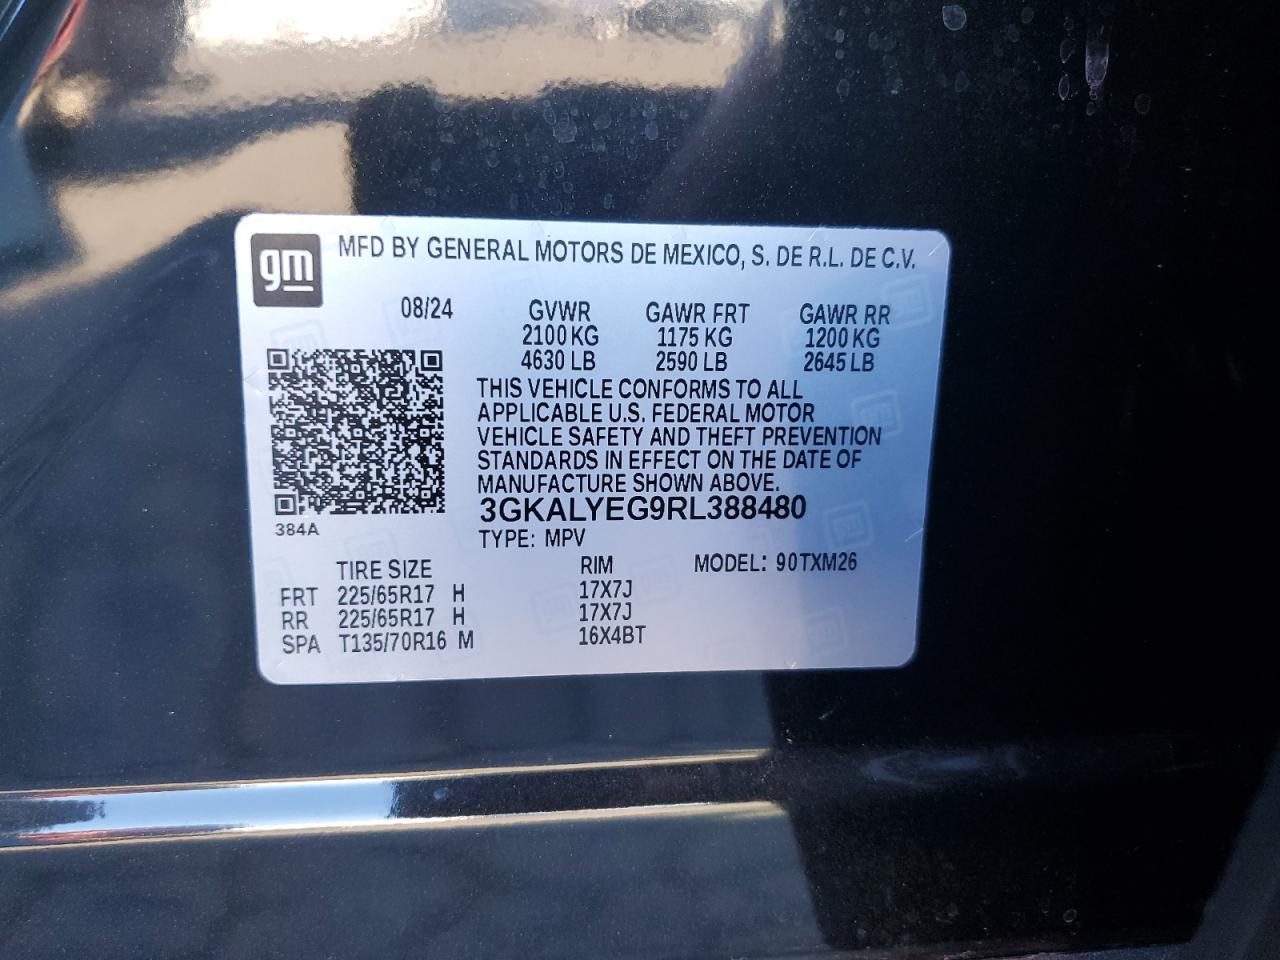 gm MFD BY GENERAL MOTORS DE MEXICO, S. DE R.L. DE C.V.
08/24 GVWR GAWR FRT GAWR RR
2100 KG 1175 KG 1200 KG
4630 LB 2590 LB 2645 LB
THIS VEHICLE CONFORMS TO ALL
APPLICABLE U.S. FEDERAL MOTOR
VEHICLE SAFETY AND THEFT PREVENTION
STANDARDS IN EFFECT ON THE DATE OF
MANUFACTURE SHOWN ABOVE.
3GKALYEG9RL388480
384A
TYPE: MPV
TIRE SIZE RIM MODEL: 90TXM26
FRT 225/65R17 H 17X7J
RR 225/65R17 H 17X7J
SPA T135/70R16 M 16X4BT